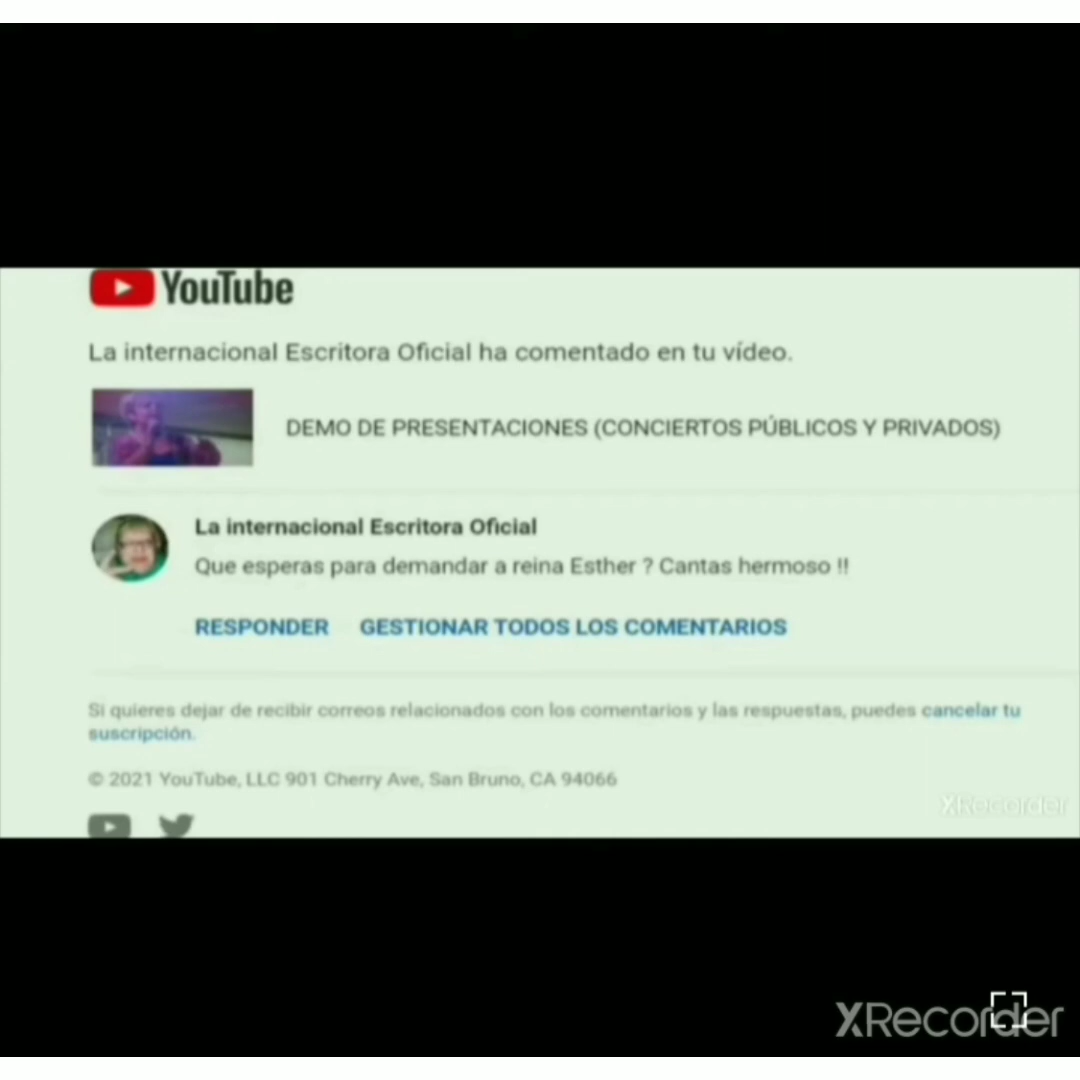 YouTube
La internacional Escritora Oficial ha comentado en tu vídeo.
DEMO DE PRESENTACIONES (CONCIERTOS PÚBLICOS Y PRIVADOS)
La internacional Escritora Oficial
Que esperas para demandar a reina Esther ? Cantas hermoso !!
RESPONDER GESTIONAR TODOS LOS COMENTARIOS
Si quieres dejar de recibir correos relacionados con los comentarios y las respuestas, puedes cancelar tu
suscripción.
© 2021 YouTube, LLC 901 Cherry Ave, San Bruno, CA 94066
XRecorder
XRecorder